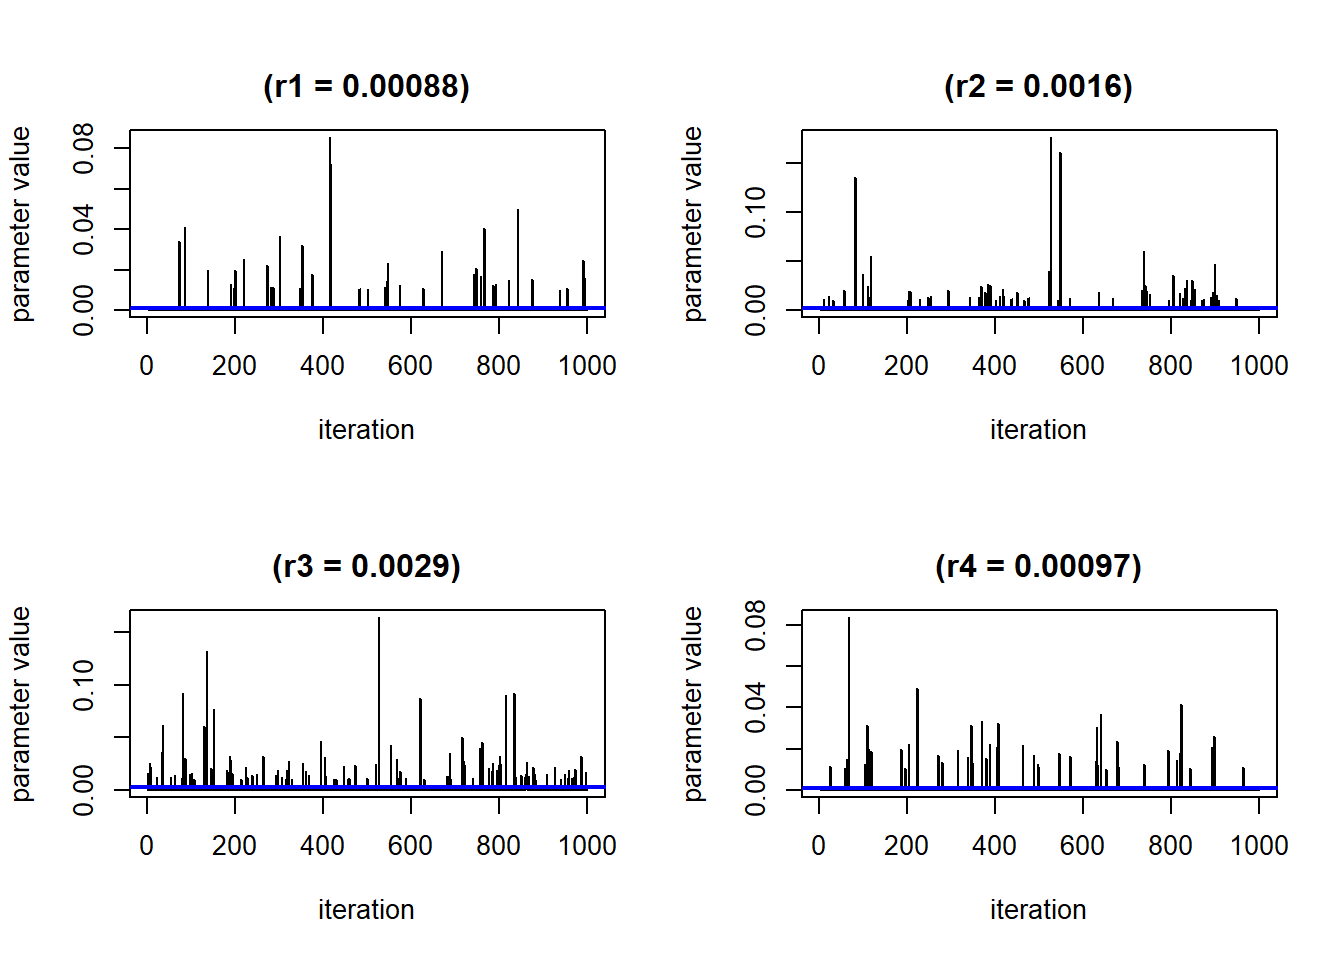 (r1 = 0.00088)
parameter value
0.00 0.04 0.08
0 200 400 600 800 1000
iteration
(r2 = 0.0016)
parameter value
0.00 0.10
0 200 400 600 800 1000
iteration
(r3 = 0.0029)
parameter value
0.00 0.10
0 200 400 600 800 1000
iteration
(r4 = 0.00097)
parameter value
0.00 0.04 0.08
0 200 400 600 800 1000
iteration